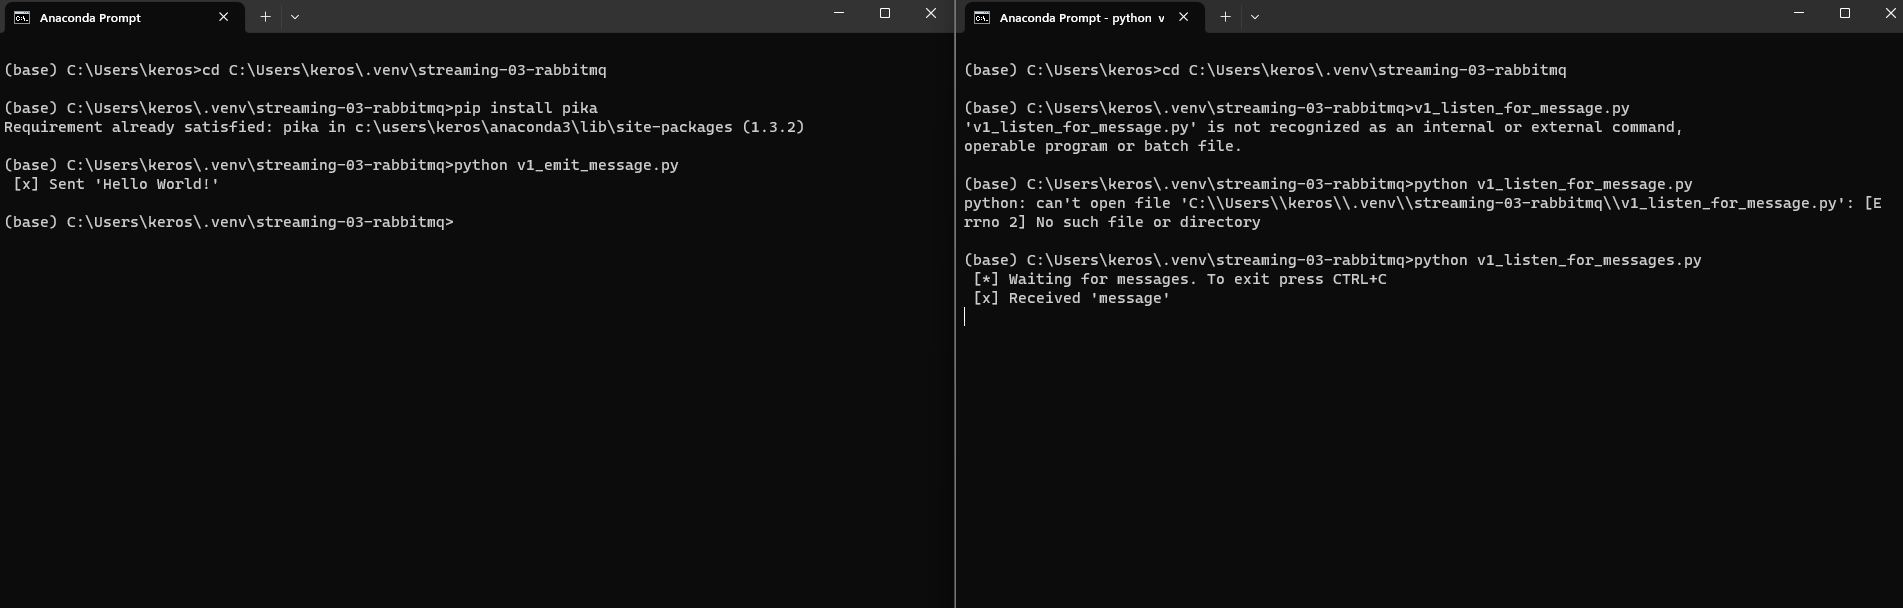 Anaconda Prompt
(base) C:\Users\keros>cd C:\Users\keros\.venv\streaming-03-rabbitmq
(base) C:\Users\keros\.venv\streaming-03-rabbitmq>pip install pika
Requirement already satisfied: pika in c:\users\keros\anaconda3\lib\site-packages (1.3.2)
(base) C:\Users\keros\.venv\streaming-03-rabbitmq>python v1_emit_message.py
[x] Sent 'Hello World!'
(base) C:\Users\keros\.venv\streaming-03-rabbitmq>
Anaconda Prompt - python v
(base) C:\Users\keros>cd C:\Users\keros\.venv\streaming-03-rabbitmq
(base) C:\Users\keros\.venv\streaming-03-rabbitmq>v1_listen_for_message.py
'v1_listen_for_message.py' is not recognized as an internal or external command,
operable program or batch file.
(base) C:\Users\keros\.venv\streaming-03-rabbitmq>python v1_listen_for_message.py
python: can't open file 'C:\\Users\\keros\\.venv\\streaming-03-rabbitmq\\v1_listen_for_message.py': [E
rrno 2] No such file or directory
(base) C:\Users\keros\.venv\streaming-03-rabbitmq>python v1_listen_for_messages.py
[*] Waiting for messages. To exit press CTRL+C
[x] Received 'message'